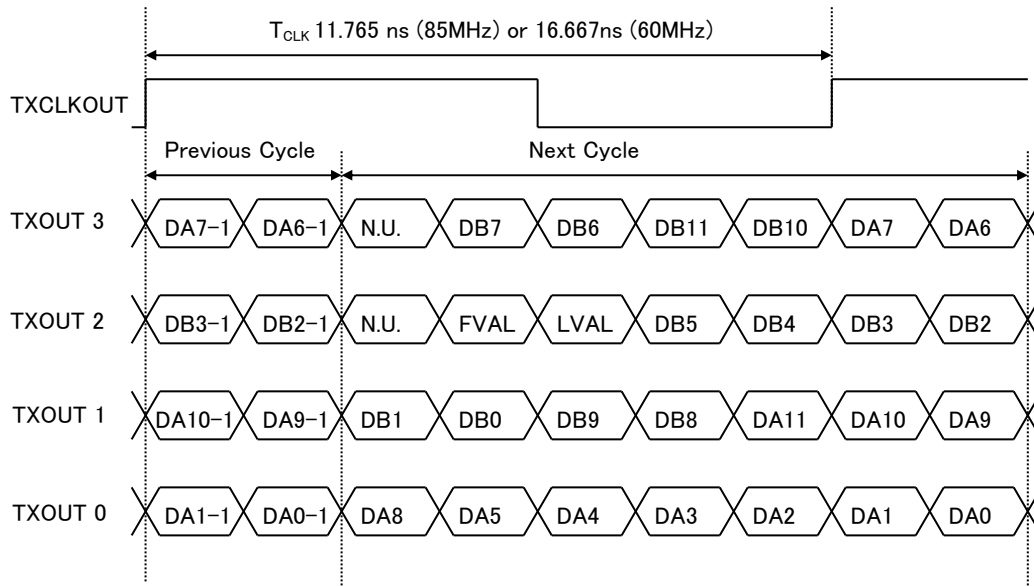 TCLK 11.765 ns (85MHz) or 16.667ns (60MHz)
TXCLKOUT
Previous Cycle Next Cycle
TXOUT 3 DA7-1 DA6-1 N.U. DB7 DB6 DB11 DB10 DA7 DA6
TXOUT 2 DB3-1 DB2-1 N.U. FVAL LVAL DB5 DB4 DB3 DB2
TXOUT 1 DA10-1 DA9-1 DB1 DB0 DB9 DB8 DA11 DA10 DA9
TXOUT 0 DA1-1 DA0-1 DA8 DA5 DA4 DA3 DA2 DA1 DA0